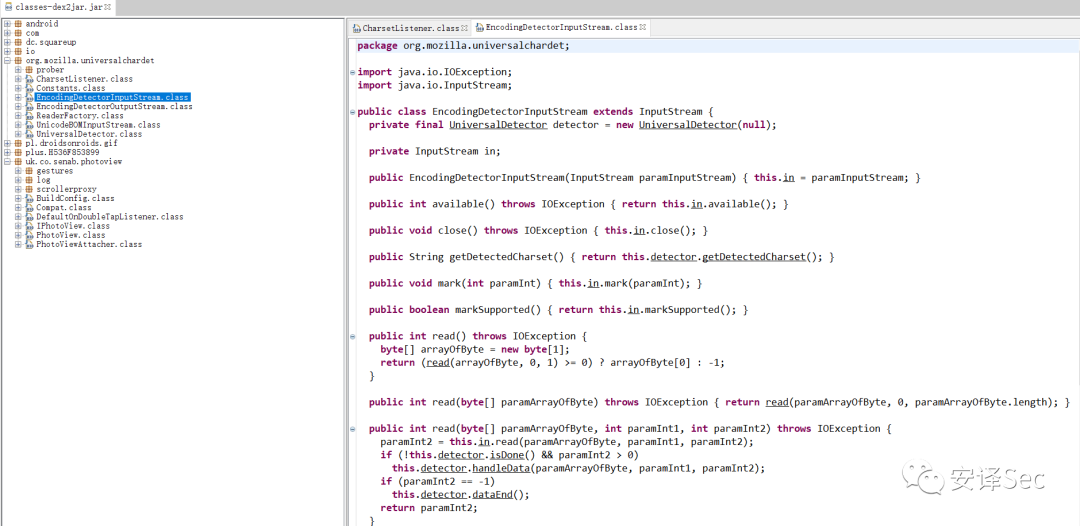 classes-dex2jar.jar
android
com
dc.squareup
io
org.mozilla.universalchardet
prober
CharsetListener.class
Constants.class
EncodingDetectorInputStream.class
EncodingDetectorOutputStream.class
ReaderFactory.class
UnicodeBOMInputStream.class
UniversalDetector.class
pl.droidsonroids.gif
plus.H536F853899
uk.co.senab.photoview
gestures
log
scrollerproxy
BuildConfig.class
Compat.class
DefaultOnDoubleTapListener.class
IPhotoView.class
PhotoView.class
PhotoViewAttacher.class
CharsetListener.class EncodingDetectorInputStream.class
package org.mozilla.universalchardet;
import java.io.IOException;
import java.io.InputStream;
public class EncodingDetectorInputStream extends InputStream {
private final UniversalDetector detector = new UniversalDetector(null);
private InputStream in;
public EncodingDetectorInputStream(InputStream paramInputStream) { this.in = paramInputStream; }
public int available() throws IOException { return this.in.available(); }
public void close() throws IOException { this.in.close(); }
public String getDetectedCharset() { return this.detector.getDetectedCharset(); }
public void mark(int paramInt) { this.in.mark(paramInt); }
public boolean markSupported() { return this.in.markSupported(); }
public int read() throws IOException {
byte[] arrayOfByte = new byte[1];
return (read(arrayOfByte, 0, 1) >= 0) ? arrayOfByte[0] : -1;
}
public int read(byte[] paramArrayOfByte) throws IOException { return read(paramArrayOfByte, 0, paramArrayOfByte.length); }
public int read(byte[] paramArrayOfByte, int paramInt1, int paramInt2) throws IOException {
paramInt2 = this.in.read(paramArrayOfByte, paramInt1, paramInt2);
if (!this.detector.isDone() && paramInt2 > 0)
this.detector.handleData(paramArrayOfByte, paramInt1, paramInt2);
if (paramInt2 == -1)
this.detector.dataEnd();
return paramInt2;
}
安译Sec